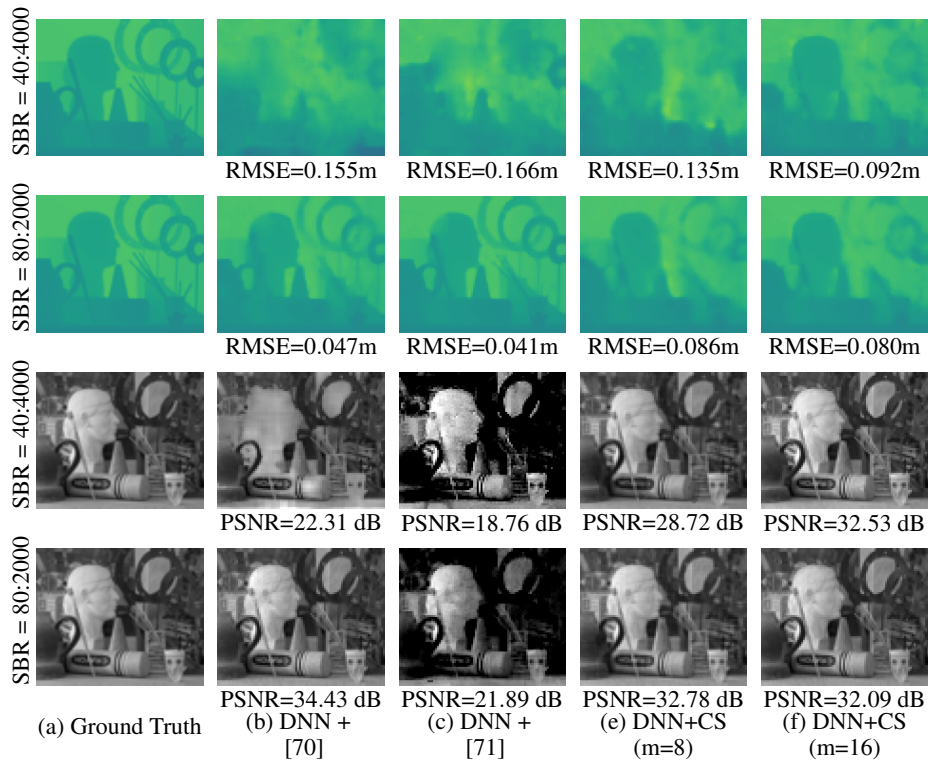 SBR = 40:4000
RMSE=0.155m RMSE=0.166m RMSE=0.135m RMSE=0.092m
SBR = 80:2000
RMSE=0.047m RMSE=0.041m RMSE=0.086m RMSE=0.080m
SBR = 40:4000
PSNR=22.31 dB PSNR=18.76 dB PSNR=28.72 dB PSNR=32.53 dB
SBR = 80:2000
PSNR=34.43 dB PSNR=21.89 dB PSNR=32.78 dB PSNR=32.09 dB
(a) Ground Truth (b) DNN + (c) DNN + (e) DNN+CS (f) DNN+CS
[70] [71] (m=8) (m=16)